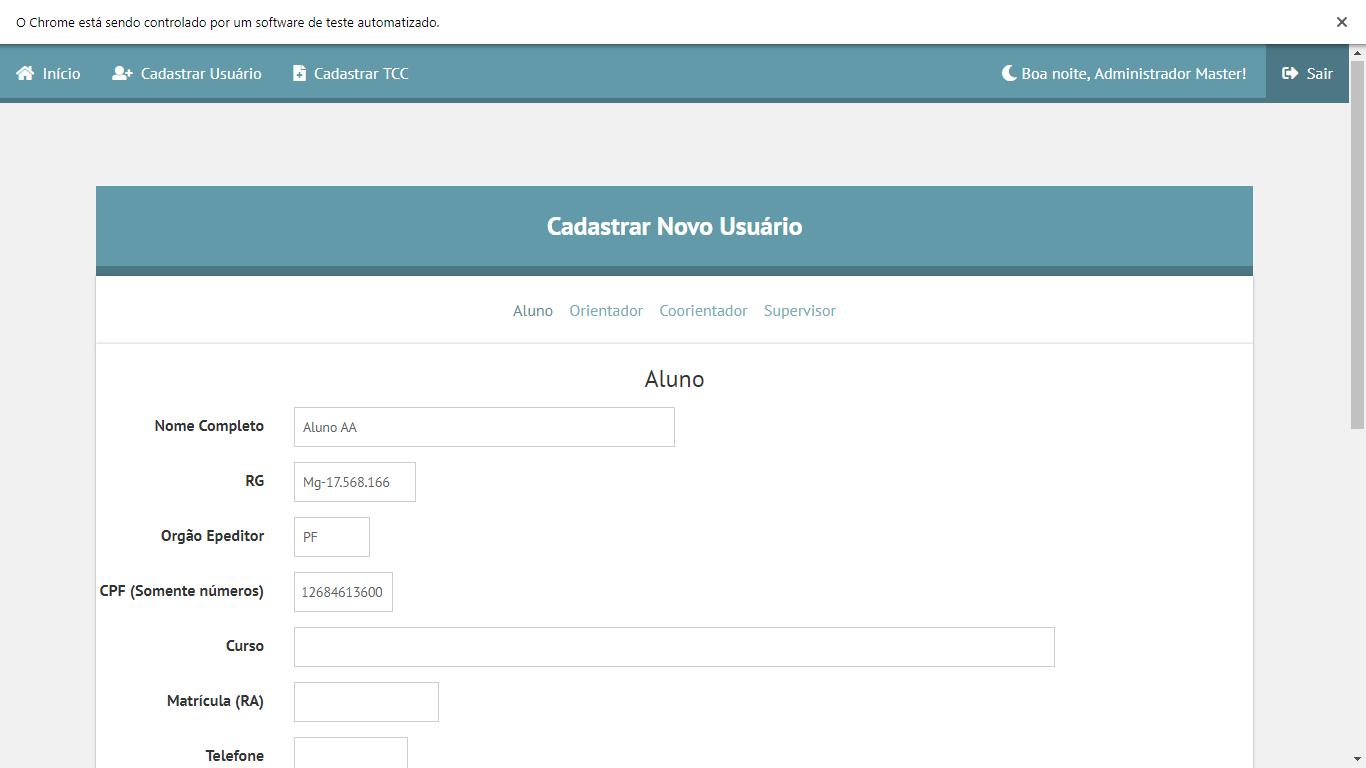 O Chrome está sendo controlado por um software de teste automatizado.
Início Cadastrar Usuário Cadastrar TCC Boa noite, Administrador Master! Sair
Cadastrar Novo Usuário
Aluno Orientador Coorientador Supervisor
Aluno
Nome Completo Aluno AA
RG Mg-17.568.166
Orgão Epeditor PF
CPF (Somente números) 12684613600
Curso
Matrícula (RA)
Telefone